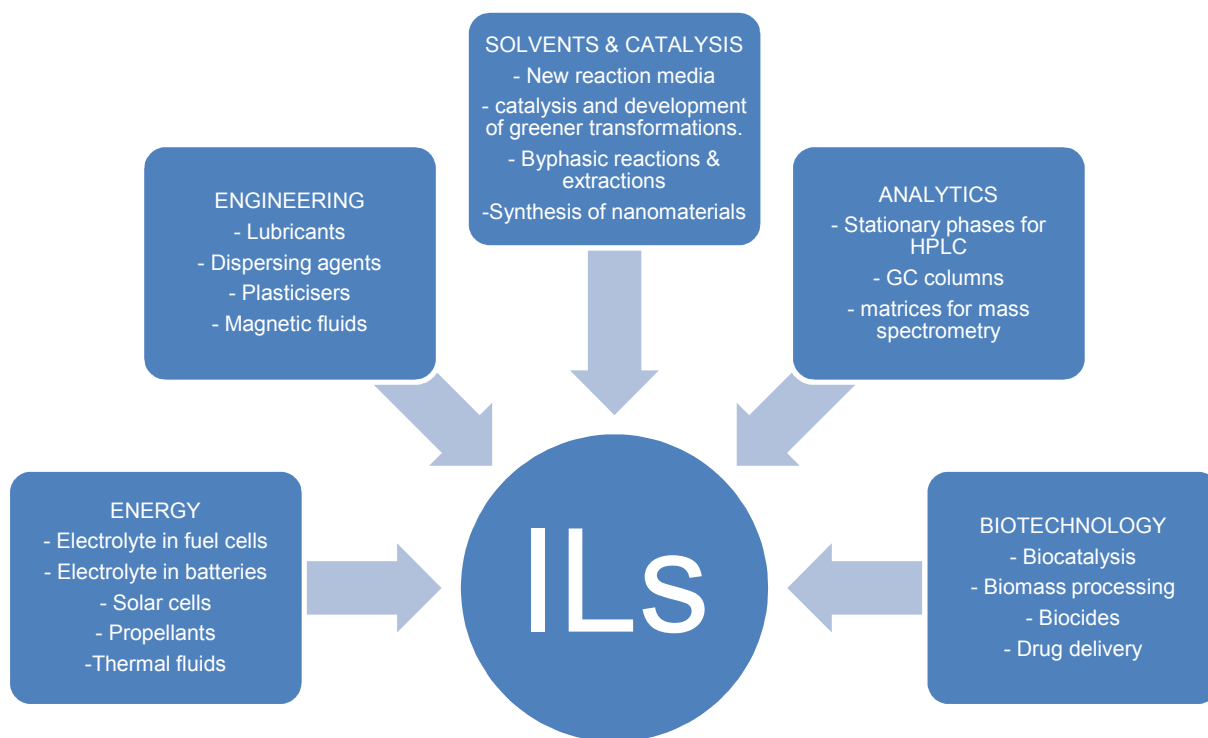 SOLVENTS & CATALYSIS
- New reaction media
- catalysis and development
of greener transformations.
- Byphasic reactions &
extractions
-Synthesis of nanomaterials
ENGINEERING
- Lubricants
- Dispersing agents
- Plasticisers
- Magnetic fluids
ANALYTICS
- Stationary phases for
HPLC
- GC columns
- matrices for mass
spectrometry
ENERGY
- Electrolyte in fuel cells
- Electrolyte in batteries
- Solar cells
- Propellants
-Thermal fluids
ILs
BIOTECHNOLOGY
- Biocatalysis
- Biomass processing
- Biocides
- Drug delivery